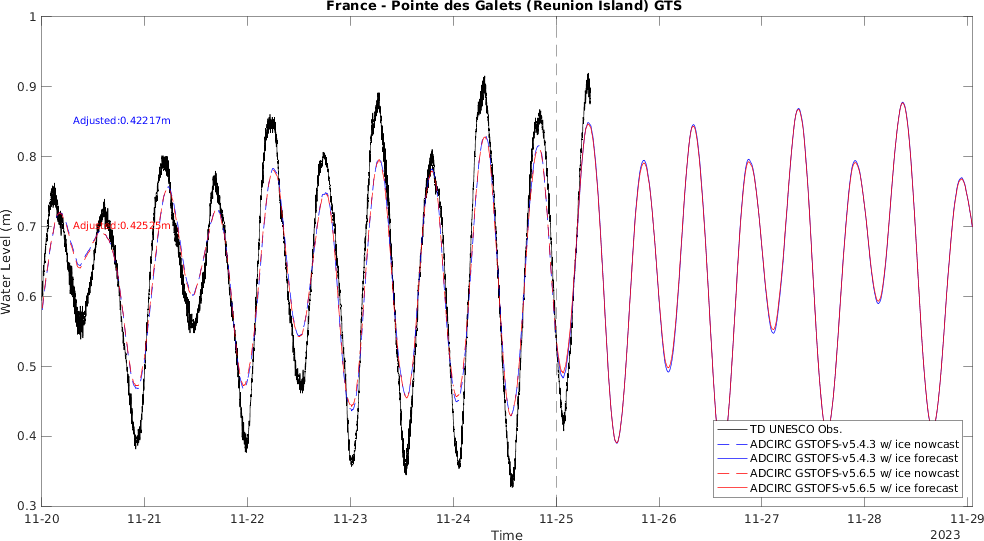 France - Pointe des Galets (Reunion Island) GTS
1
0.9
0.8
0.7
0.6
0.5
0.4
0.3
Water Level (m)
Adjusted:0.42217m
Adjusted:0.42525m
TD UNESCO Obs.
ADCIRC GSTOFS-v5.4.3 w/ ice nowcast
ADCIRC GSTOFS-v5.4.3 w/ ice forecast
ADCIRC GSTOFS-v5.6.5 w/ ice nowcast
ADCIRC GSTOFS-v5.6.5 w/ ice forecast
11-20 11-21 11-22 11-23 11-24 11-25 11-26 11-27 11-28 11-29
Time
2023